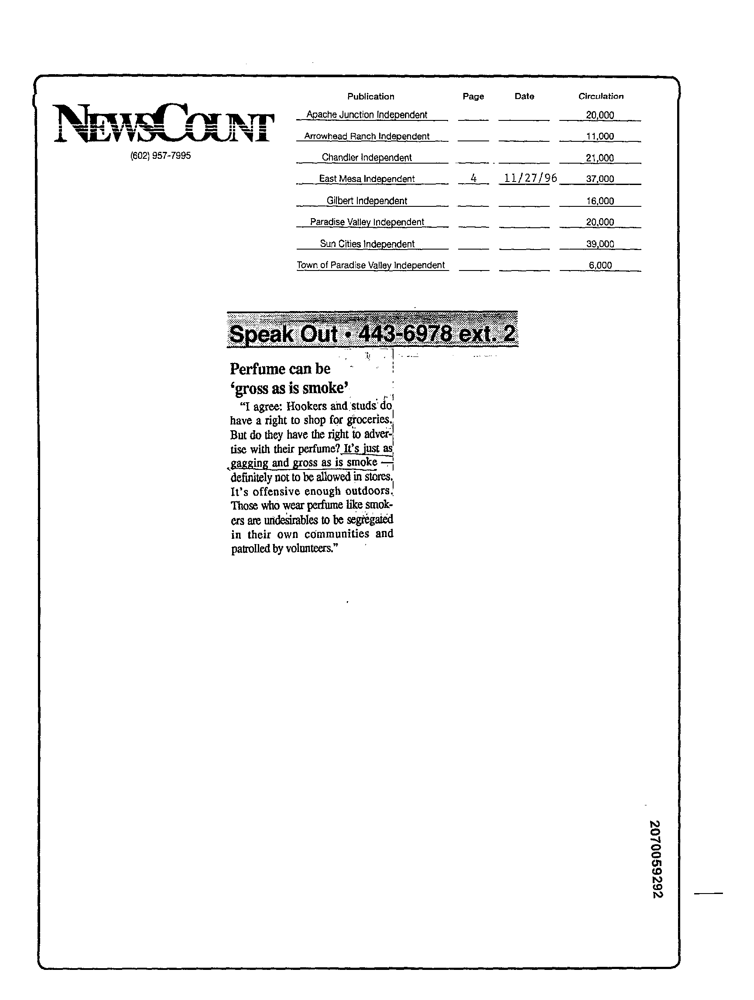 NEWSCOUNT
(602) 957-7995
Publication Page Date Circulation
Apache Junction Independent 20,000
Arrowhead Ranch Independent 11,000
Chandler Independent 21,000
East Mesa Independent 4 11/27/96 37,000
Gilbert Independent 16,000
Paradise Valley Independent 20,000
Sun Cities Independent 39,000
Town of Paradise Valley Independent 6,000
Speak Out • 443-6978 ext. 2
Perfume can be
‘gross as is smoke’
“I agree: Hookers and studs do
have a right to shop for groceries.
But do they have the right to adver-
tise with their perfume? It’s just as
gagging and gross as is smoke —
definitely not to be allowed in stores.
It’s offensive enough outdoors.
Those who wear perfume like smok-
ers are undesirables to be segregated
in their own communities and
patrolled by volunteers.”
2070059292